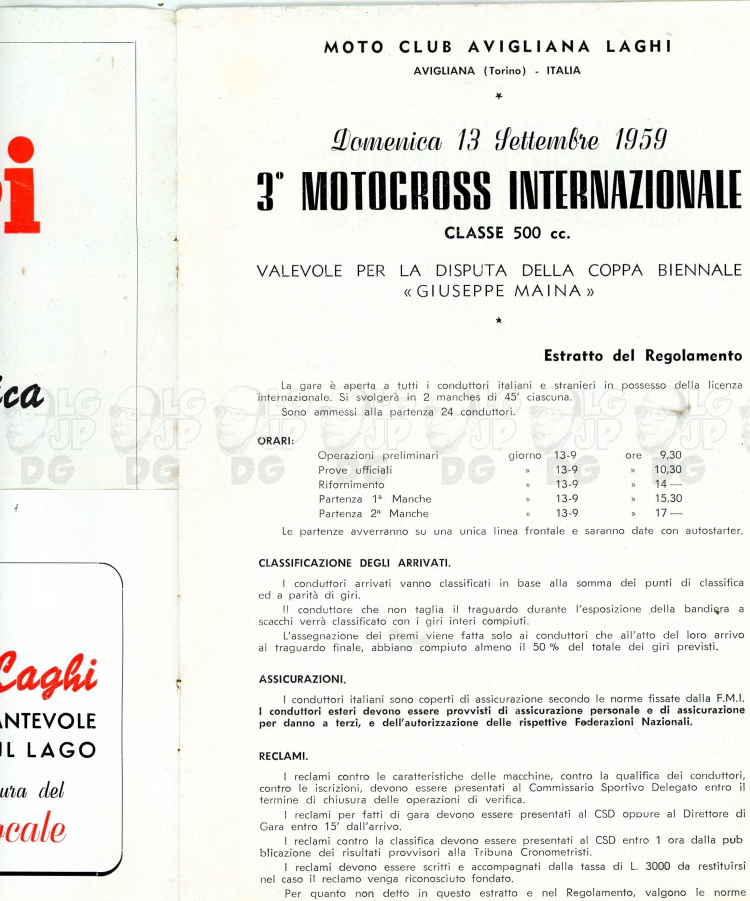 MOTO CLUB AVIGLIANA LAGHI
AVIGLIANA (Torino) - ITALIA
*
Domenica 13 Settembre 1959
3° MOTOCROSS INTERNAZIONALE
CLASSE 500 cc.
VALEVOLE PER LA DISPUTA DELLA COPPA BIENNALE
« GIUSEPPE MAINA »
*
Estratto del Regolamento
La gara è aperta a tutti i conduttori italiani e stranieri in possesso della licenza
internazionale. Si svolgerà in 2 manches di 45' ciascuna.
Sono ammessi alla partenza 24 conduttori.
ORARI:
Operazioni preliminari giorno 13-9 ore 9,30
Prove ufficiali » 13-9 » 10,30
Rifornimento » 13-9 » 14 —
Partenza 1ª Manche » 13-9 » 15,30
Partenza 2ª Manche » 13-9 » 17 —
Le partenze avverranno su una unica linea frontale e saranno date con autostarter.
CLASSIFICAZIONE DEGLI ARRIVATI.
I conduttori arrivati vanno classificati in base alla somma dei punti di classifica
ed a parità di giri.
Il conduttore che non taglia il traguardo durante l'esposizione della bandiera a
scacchi verrà classificato con i giri interi compiuti.
L'assegnazione dei premi viene fatta solo ai conduttori che all'atto del loro arrivo
al traguardo finale, abbiano compiuto almeno il 50 % del totale dei giri previsti.
ASSICURAZIONI.
I conduttori italiani sono coperti di assicurazione secondo le norme fissate dalla F.M.I.
I conduttori esteri devono essere provvisti di assicurazione personale e di assicurazione
per danno a terzi, e dell'autorizzazione delle rispettive Federazioni Nazionali.
RECLAMI.
I reclami contro le caratteristiche delle macchine, contro la qualifica dei conduttori,
contro le iscrizioni, devono essere presentati al Commissario Sportivo Delegato entro il
termine di chiusura delle operazioni di verifica.
I reclami per fatti di gara devono essere presentati al CSD oppure al Direttore di
Gara entro 15' dall'arrivo.
I reclami contro la classifica devono essere presentati al CSD entro 1 ora dalla pub
blicazione dei risultati provvisori alla Tribuna Cronometristi.
I reclami devono essere scritti e accompagnati dalla tassa di L. 3000 da restituirsi
nel caso il reclamo venga riconosciuto fondato.
Per quanto non detto in questo estratto e nel Regolamento, valgono le norme
i
ica
Laghi
ANTEVOLE
UL LAGO
ura del
ocale
LG JP DG